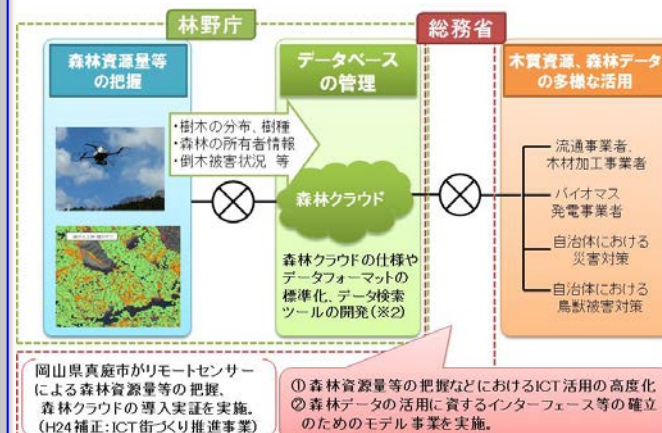 林野庁
総務省
森林資源量等
の把握
データベース
の管理
木質資源、森林データ
の多様な活用
・樹木の分布、樹種
・森林の所有者情報
・倒木被害状況 等
森林クラウド
森林クラウドの仕様や
データフォーマットの
標準化、データ検索
ツールの開発(※2)
流通事業者、
木材加工事業者
バイオマス
発電事業者
自治体における
災害対策
自治体における
鳥獣被害対策
岡山県真庭市がリモートセンサー
による森林資源量等の把握、
森林クラウドの導入実証を実施。
(H24補正:ICT街づくり推進事業)
①森林資源量等の把握などにおけるICT活用の高度化
②森林データの活用に資するインターフェース等の確立
のためのモデル事業を実施。